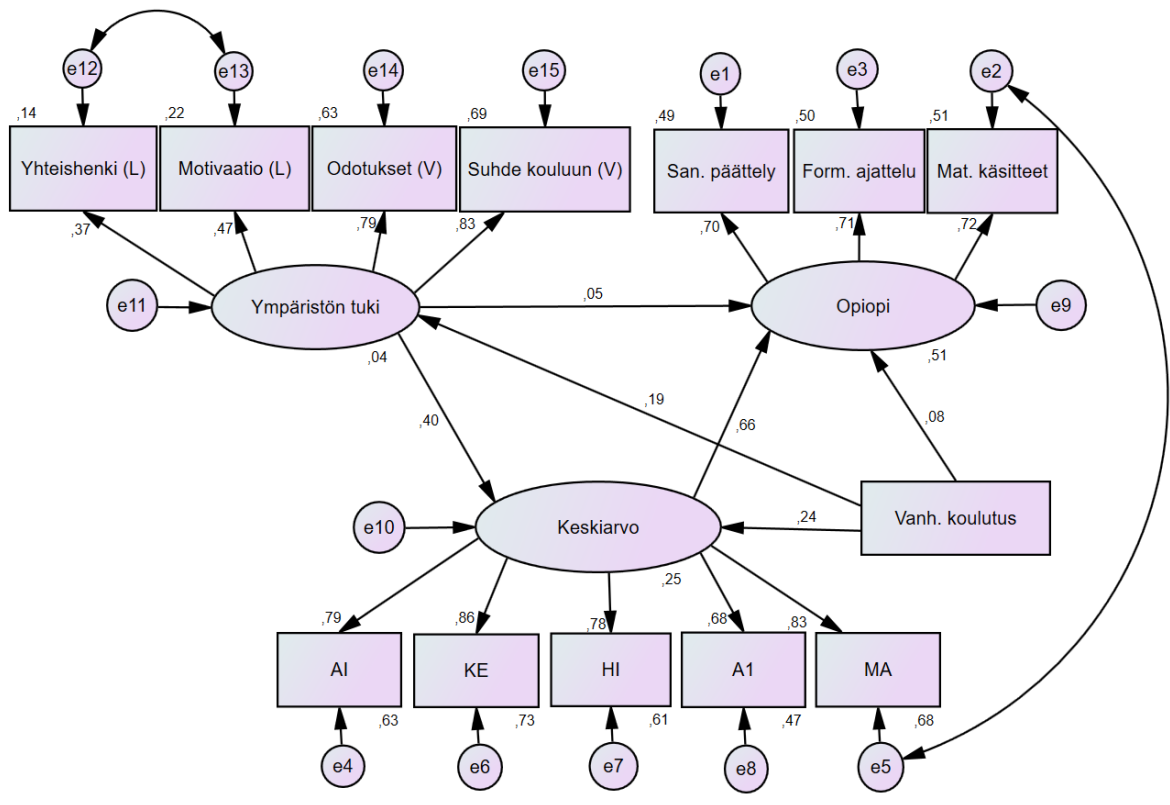 e12
e13
e14
e15
e1
e3
e2
,14
,22
,63
,69
,49
,50
,51
Yhteishenki (L)
Motivaatio (L)
Odotukset (V)
Suhde kouluun (V)
San. päättely
Form. ajattelu
Mat. käsitteet
,37
,47
,79
,83
,70
,71
,72
e11
Ympäristön tuki
,05
Opiopi
e9
,04
,51
,19
,40
,66
,08
e10
Keskiarvo
,24
Vanh. koulutus
,25
,79
,86
,78
,68
,83
AI
KE
HI
A1
MA
,63
,73
,61
,47
,68
e4
e6
e7
e8
e5